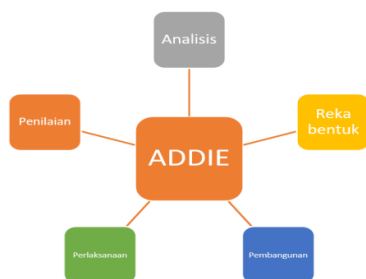 Analisis
Penilaian
Reka
bentuk
ADDIE
Perlaksanaan
Pembangunan